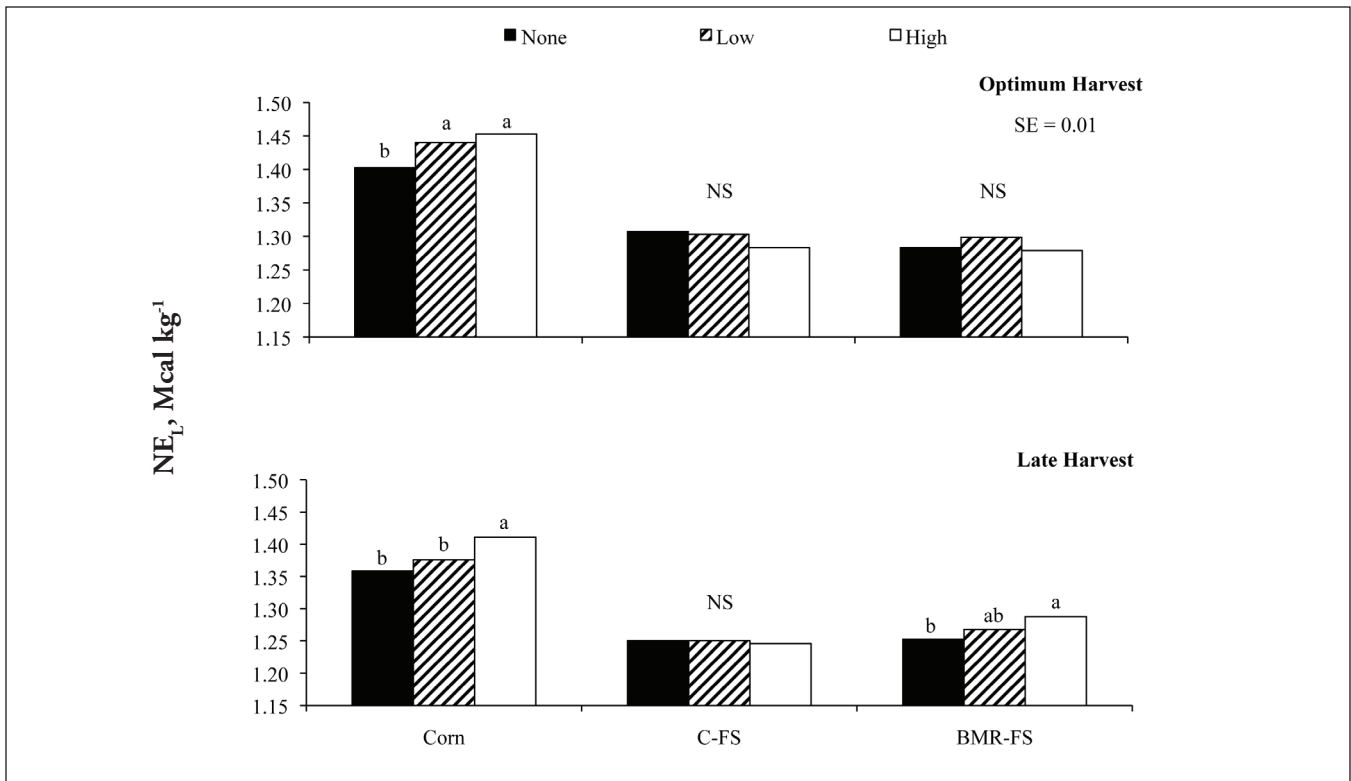 None Low High
Optimum Harvest
SE = 0.01
NE_L, Mcal kg^-1
1.50
1.45
1.40
1.35
1.30
1.25
1.20
1.15
b a a
NS
NS
Late Harvest
1.50
1.45
1.40
1.35
1.30
1.25
1.20
1.15
b b a
NS
b ab a
Corn C-FS BMR-FS